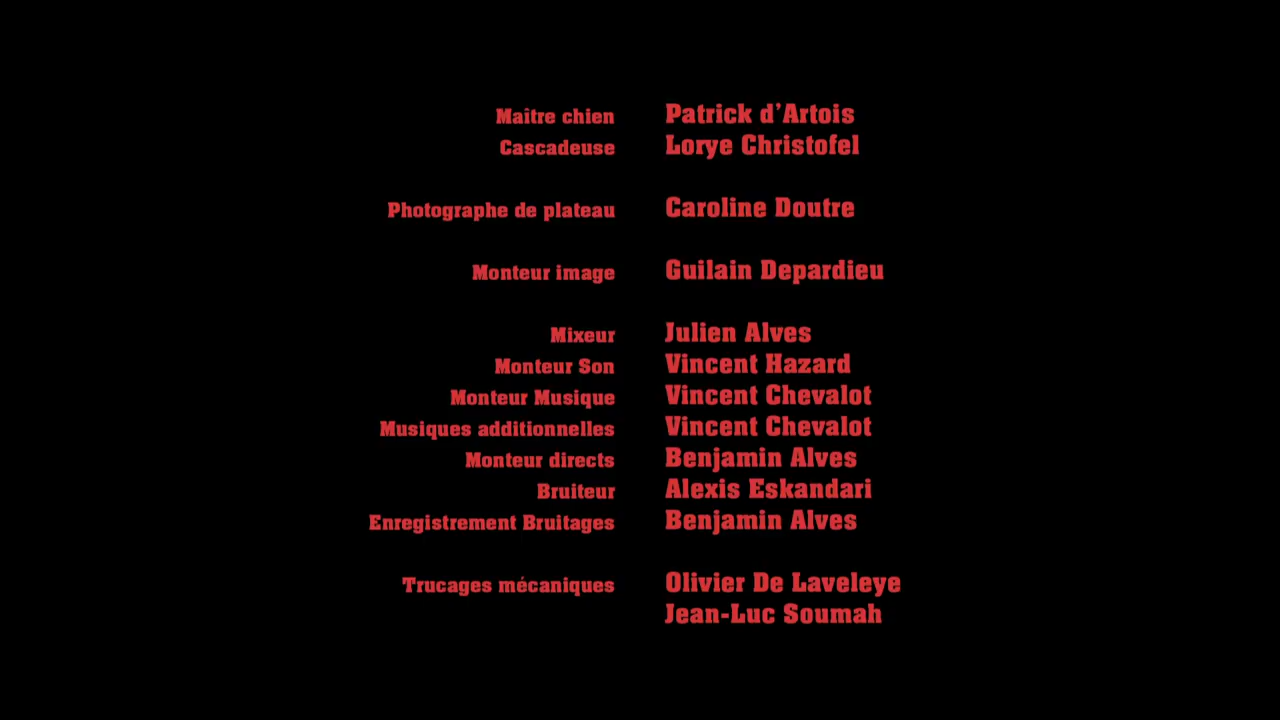 Maître chien Patrick d'Artois
Cascadeuse Lorye Christofel
Photographe de plateau Caroline Doutre
Monteur image Guilain Depardieu
Mixeur Julien Alves
Monteur Son Vincent Hazard
Monteur Musique Vincent Chevalot
Musiques additionnelles Vincent Chevalot
Monteur directs Benjamin Alves
Bruiteur Alexis Eskandari
Enregistrement Bruitages Benjamin Alves
Trucages mécaniques Olivier De Laveleye
Jean-Luc Soumah